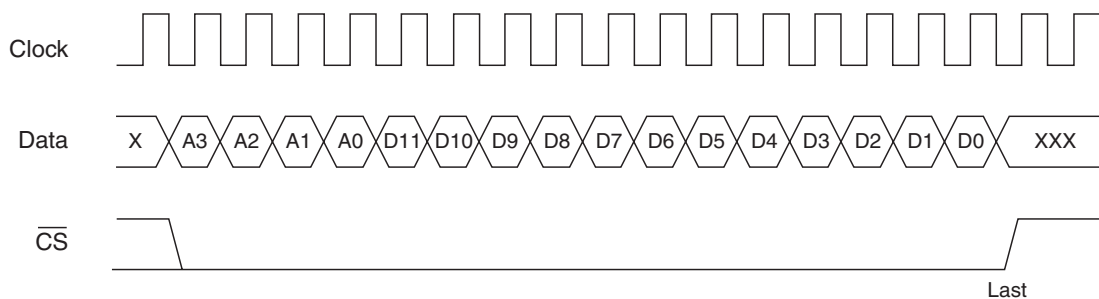 Clock
Data X A3 A2 A1 A0 D11 D10 D9 D8 D7 D6 D5 D4 D3 D2 D1 D0 XXX
C̅S̅
Last